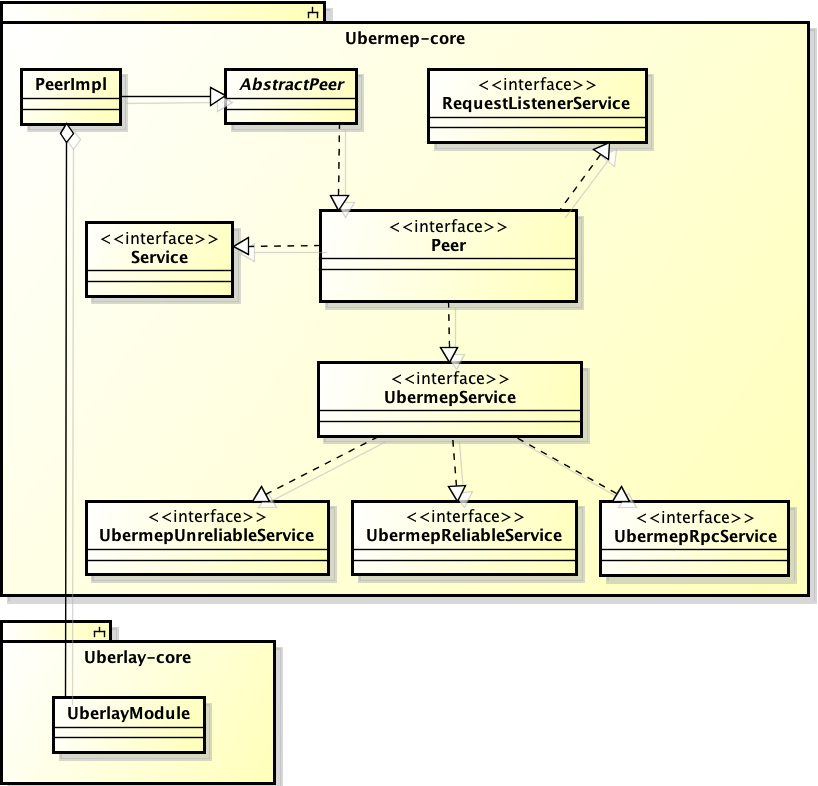 Ubermep-core
PeerImpl
AbstractPeer
<<interface>>
RequestListenerService
<<interface>>
Service
<<interface>>
Peer
<<interface>>
UbermepService
<<interface>>
UbermepUnreliableService
<<interface>>
UbermepReliableService
<<interface>>
UbermepRpcService
Uberlay-core
UberlayModule